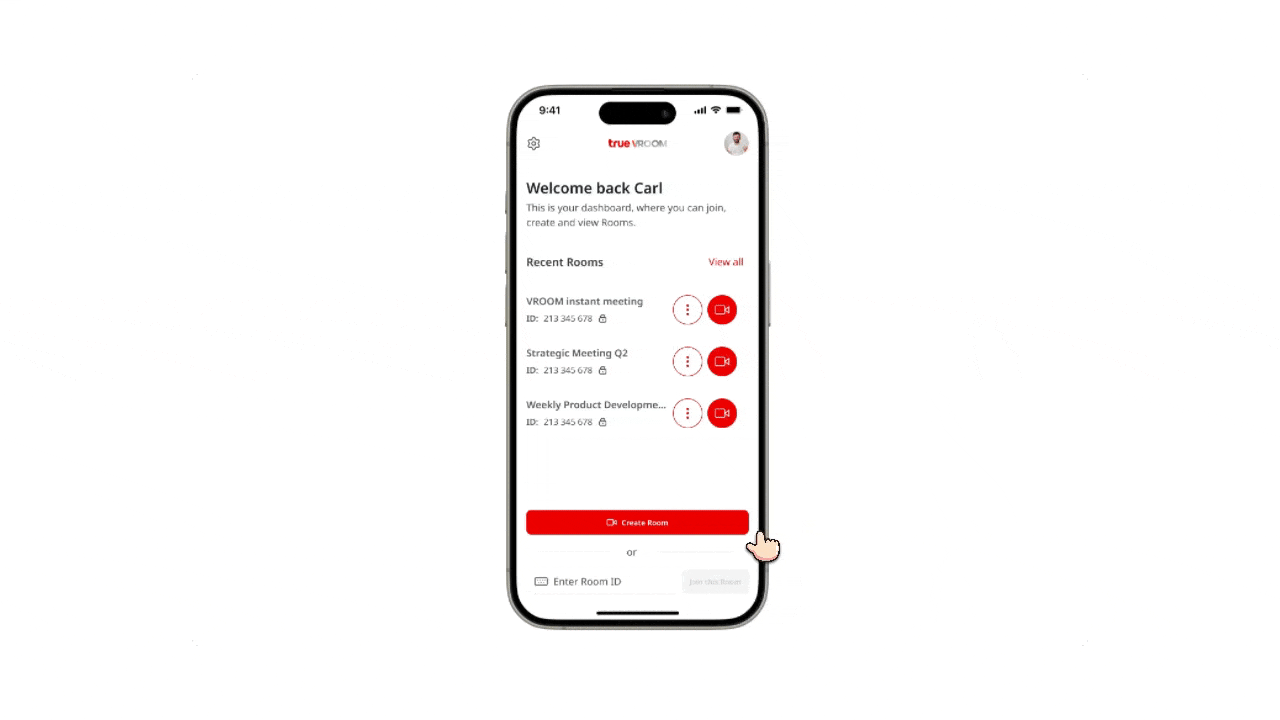 9:41
true VROOM
Welcome back Carl
This is your dashboard, where you can join,
create and view Rooms.
Recent Rooms
View all
VROOM instant meeting
ID: 213 345 678
Strategic Meeting Q2
ID: 213 345 678
Weekly Product Developme...
ID: 213 345 678
Create Room
or
Enter Room ID
Join this Room